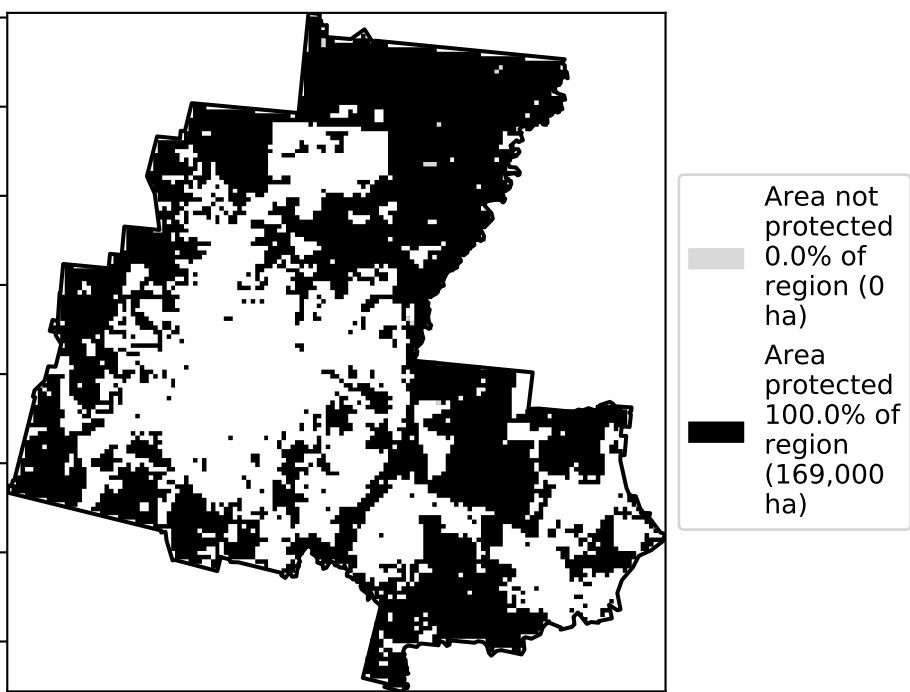 Area not
protected
0.0% of
region (0
ha)
Area
protected
100.0% of
region
(169,000
ha)